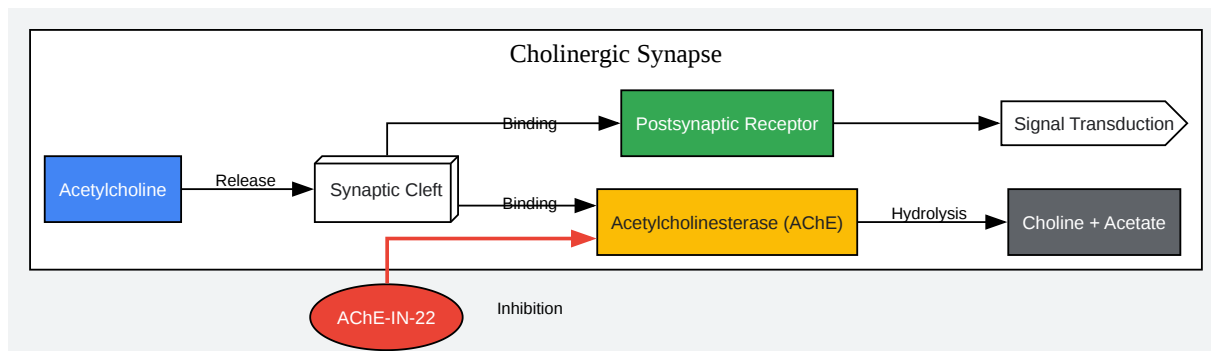 Cholinergic Synapse
Binding
Postsynaptic Receptor
Signal Transduction
Acetylcholine
Release
Synaptic Cleft
Binding
Acetylcholinesterase (AChE)
Hydrolysis
Choline + Acetate
AChE-IN-22
Inhibition